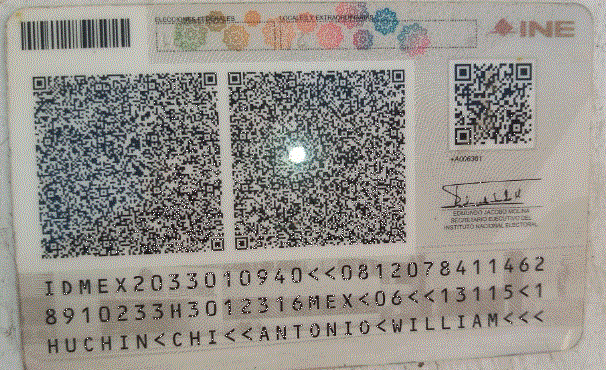 ELECCIONES FEDERALES LOCALES Y EXTRAORDINARIAS
INE
+A006361
EDMUNDO JACOBO MOLINA
SECRETARIO EJECUTIVO DEL
INSTITUTO NACIONAL ELECTORAL
IDMEX2033010940<<0812078411462
8910233H3012316MEX<06<<13115<1
HUCHIN<CHI<<ANTONIO<WILLIAM<<<